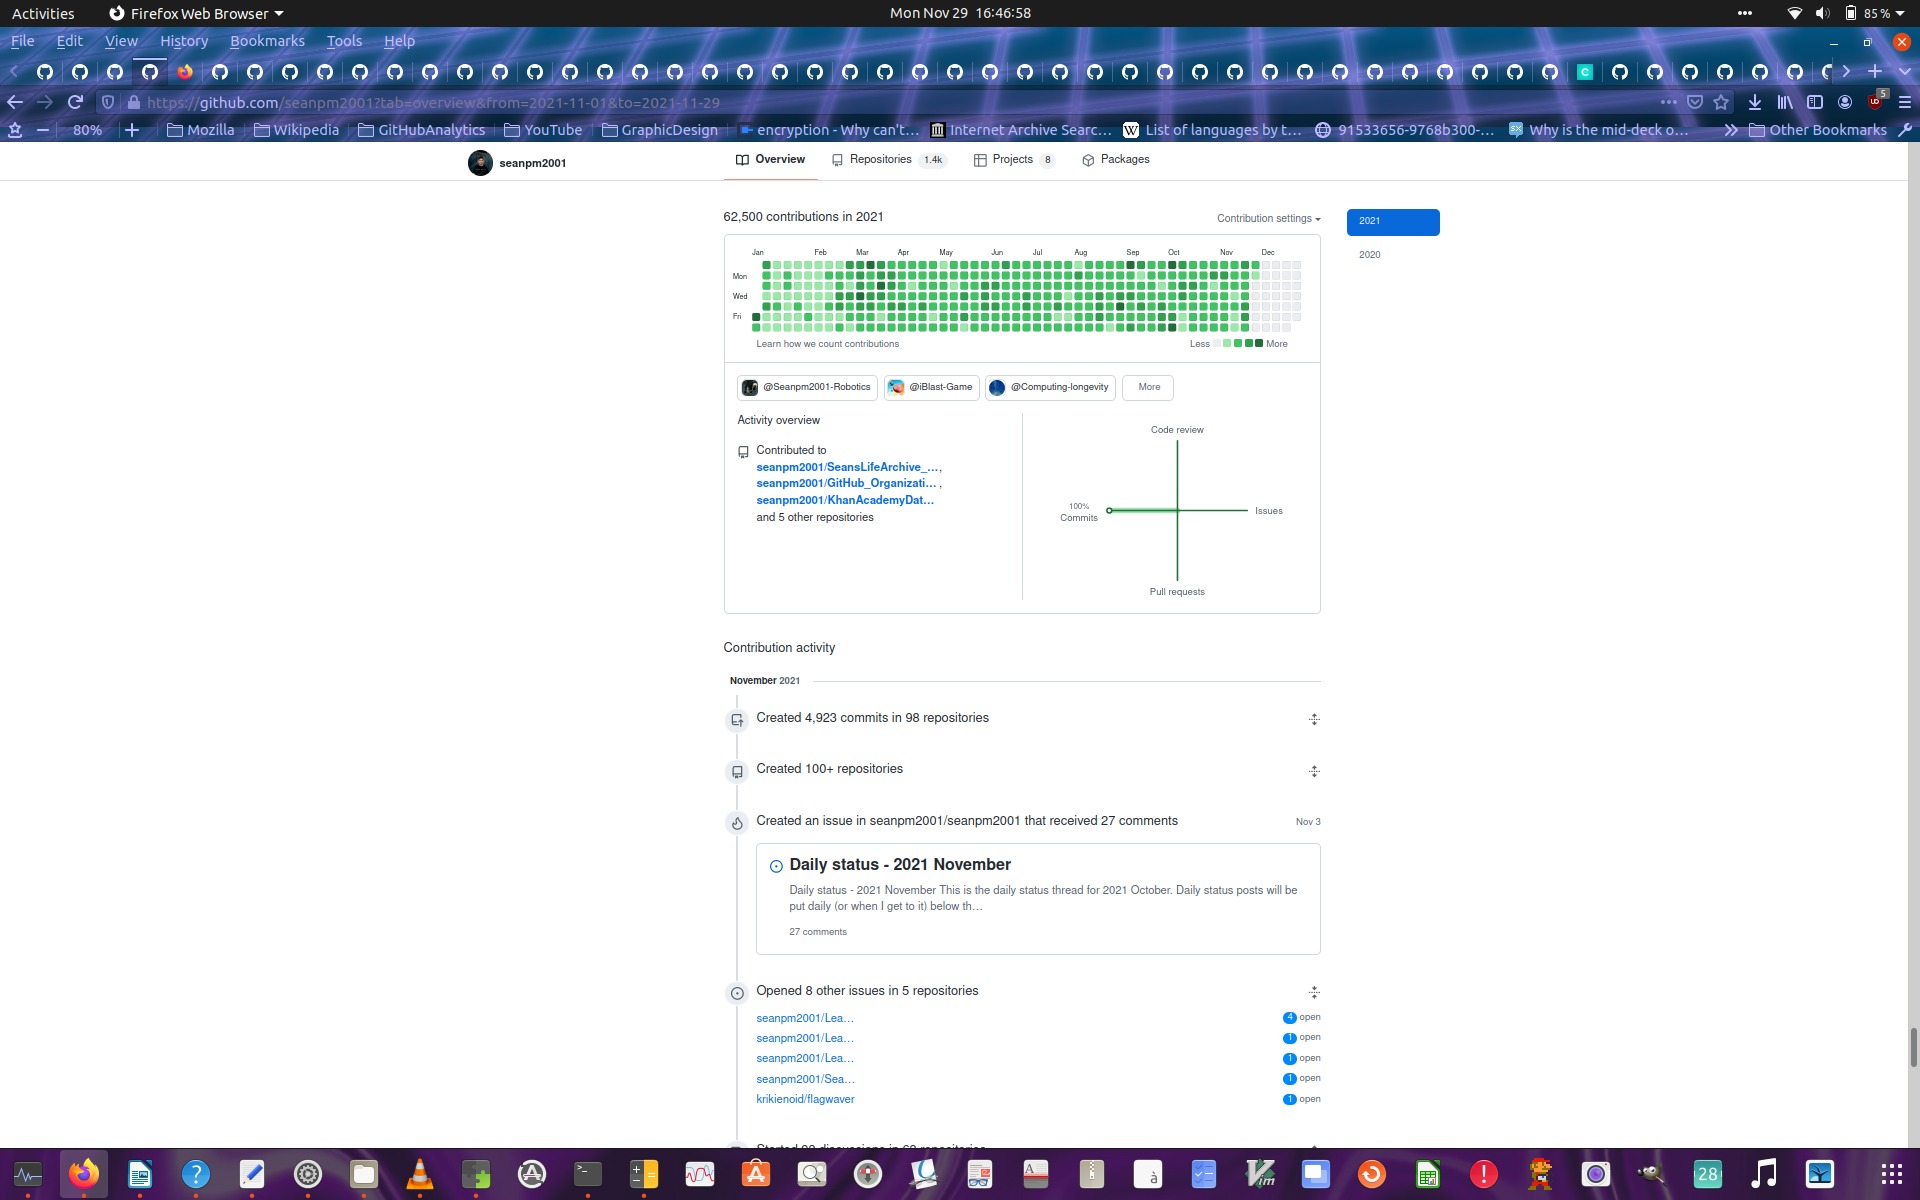 Activities
Firefox Web Browser
Mon Nov 29 16:46:58
85 %
File Edit View History Bookmarks Tools Help
https://github.com/seanpm2001?tab=overview&from=2021-11-01&to=2021-11-29
5
80%
Mozilla
Wikipedia
GitHubAnalytics
YouTube
GraphicDesign
encryption - Why can't…
Internet Archive Searc…
List of languages by t…
91533656-9768b300-…
Why is the mid-deck o…
Other Bookmarks
seanpm2001
Overview
Repositories 1.4k
Projects 8
Packages
62,500 contributions in 2021
Contribution settings
2021
2020
Jan Feb Mar Apr May Jun Jul Aug Sep Oct Nov Dec
Mon
Wed
Fri
Learn how we count contributions
Less
More
@Seanpm2001-Robotics
@iBlast-Game
@Computing-longevity
More
Activity overview
Contributed to
seanpm2001/SeansLifeArchive_…,
seanpm2001/GitHub_Organizati… ,
seanpm2001/KhanAcademyDat…
and 5 other repositories
Code review
100%
Commits
Issues
Pull requests
Contribution activity
November 2021
Created 4,923 commits in 98 repositories
Created 100+ repositories
Created an issue in seanpm2001/seanpm2001 that received 27 comments
Nov 3
Daily status - 2021 November
Daily status - 2021 November This is the daily status thread for 2021 October. Daily status posts will be
put daily (or when I get to it) below th…
27 comments
Opened 8 other issues in 5 repositories
seanpm2001/Lea…
4 open
seanpm2001/Lea…
1 open
seanpm2001/Lea…
1 open
seanpm2001/Sea…
1 open
krikienoid/flagwaver
1 open
28